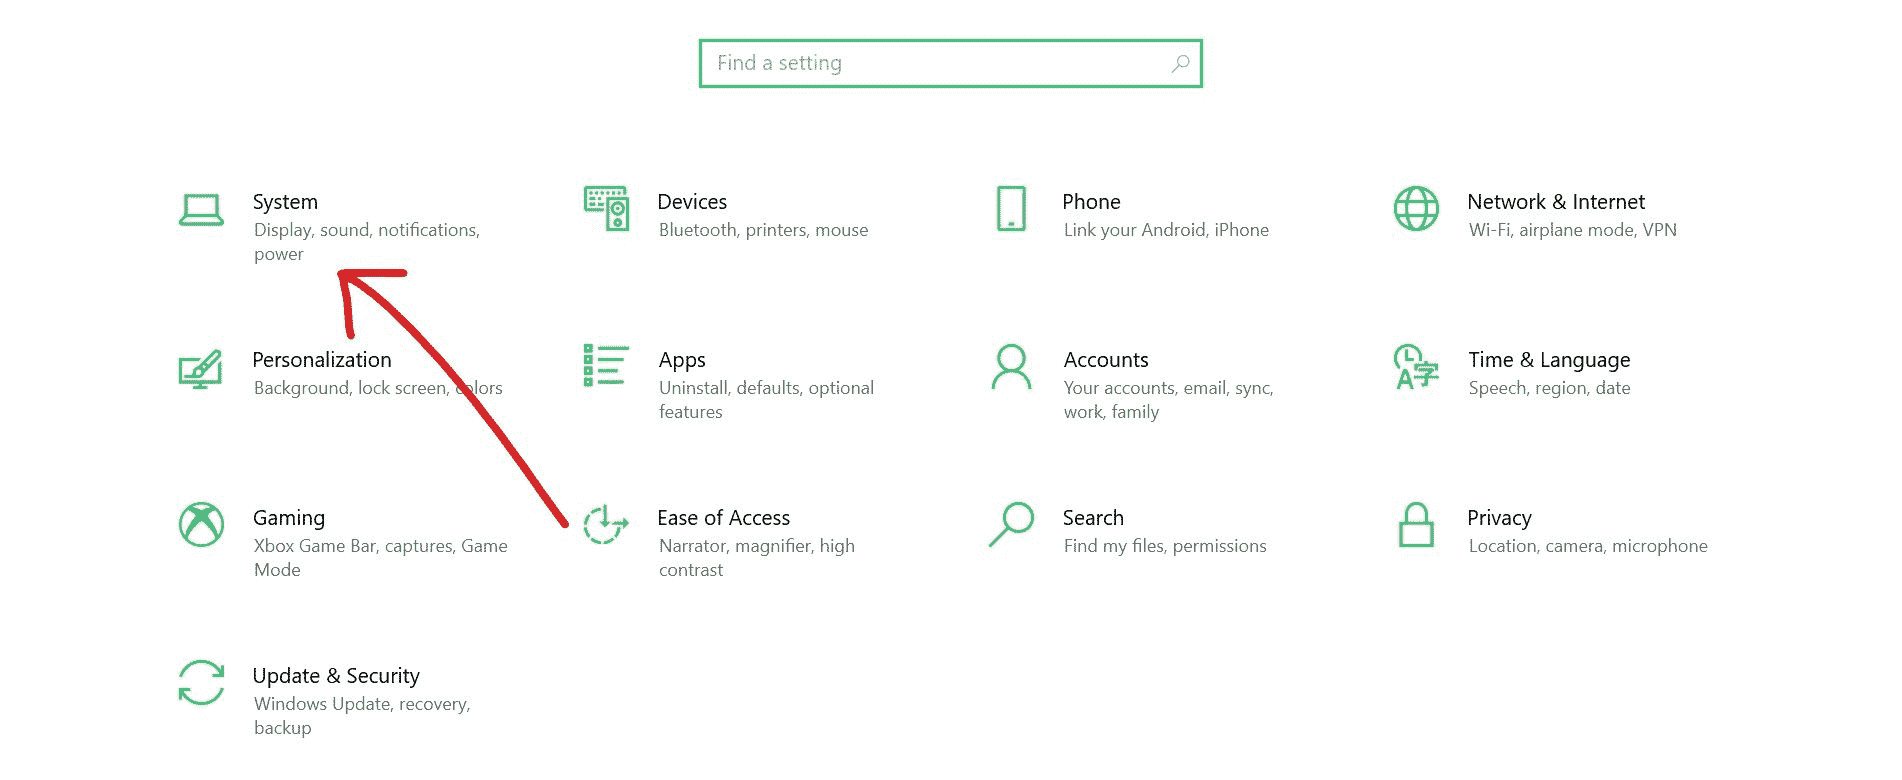 Find a setting
System
Display, sound, notifications,
power
Devices
Bluetooth, printers, mouse
Phone
Link your Android, iPhone
Network & Internet
Wi-Fi, airplane mode, VPN
Personalization
Background, lock screen, colors
Apps
Uninstall, defaults, optional
features
Accounts
Your accounts, email, sync,
work, family
Time & Language
Speech, region, date
Gaming
Xbox Game Bar, captures, Game
Mode
Ease of Access
Narrator, magnifier, high
contrast
Search
Find my files, permissions
Privacy
Location, camera, microphone
Update & Security
Windows Update, recovery,
backup